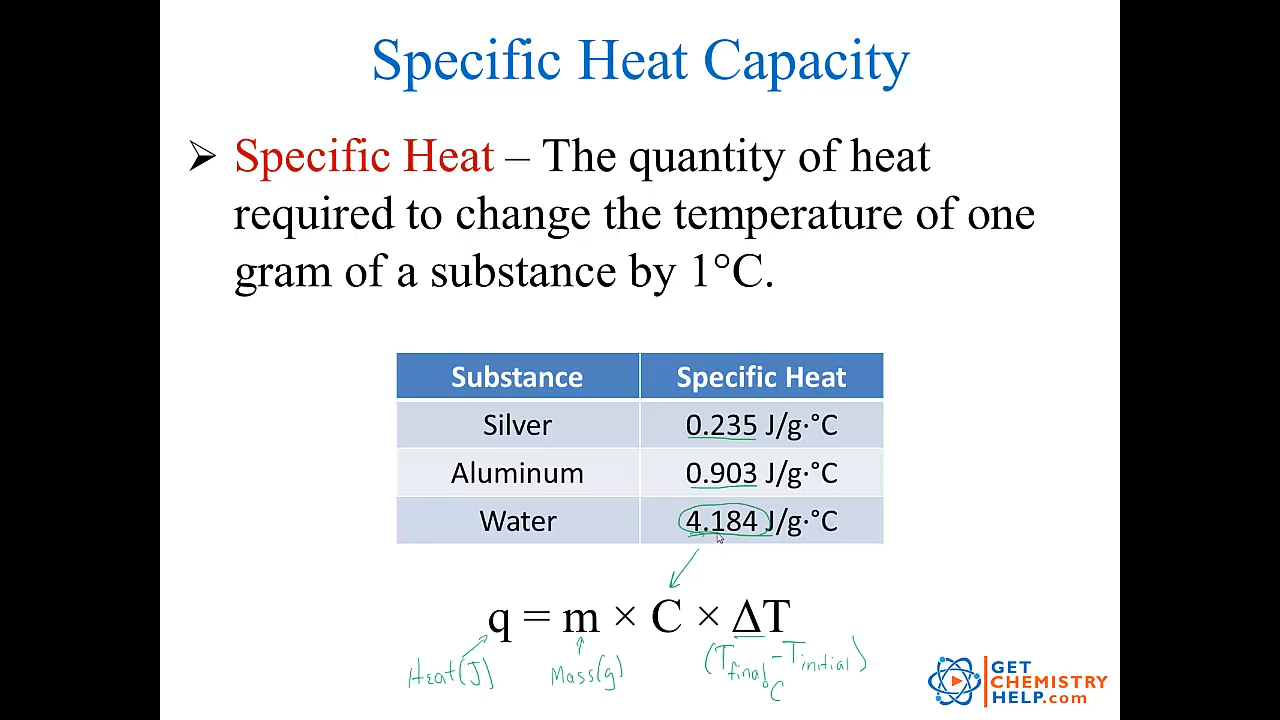 Specific Heat Capacity
➢ Specific Heat – The quantity of heat
required to change the temperature of one
gram of a substance by 1°C.
Substance Specific Heat
Silver 0.235 J/g·°C
Aluminum 0.903 J/g·°C
Water 4.184 J/g·°C
q = m × C × ΔT
Heat(J) Mass(g) (Tfinal - Tinitial)
°C
GET
CHEMISTRY
HELP.com